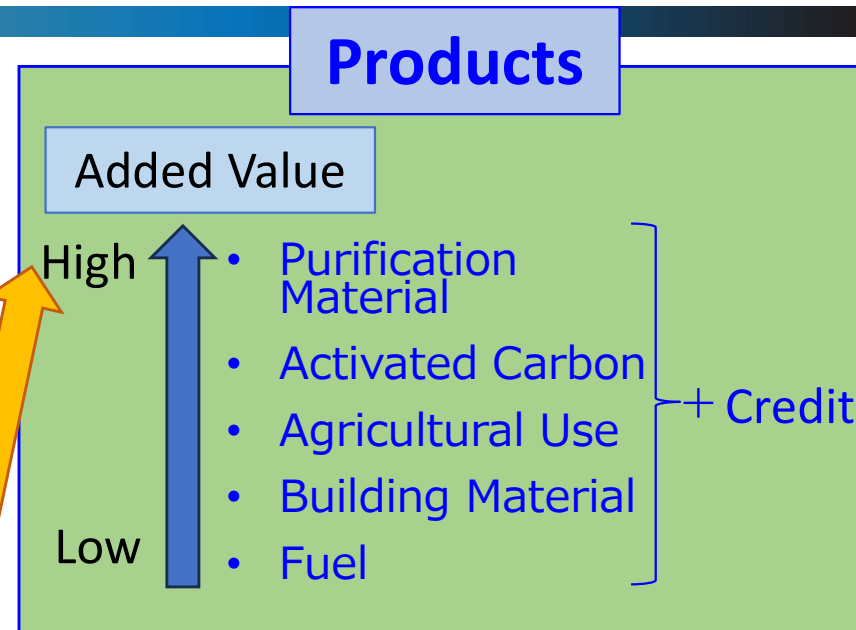 Products
Added Value
High
• Purification
Material
• Activated Carbon
• Agricultural Use
• Building Material
Low
• Fuel
+ Credit